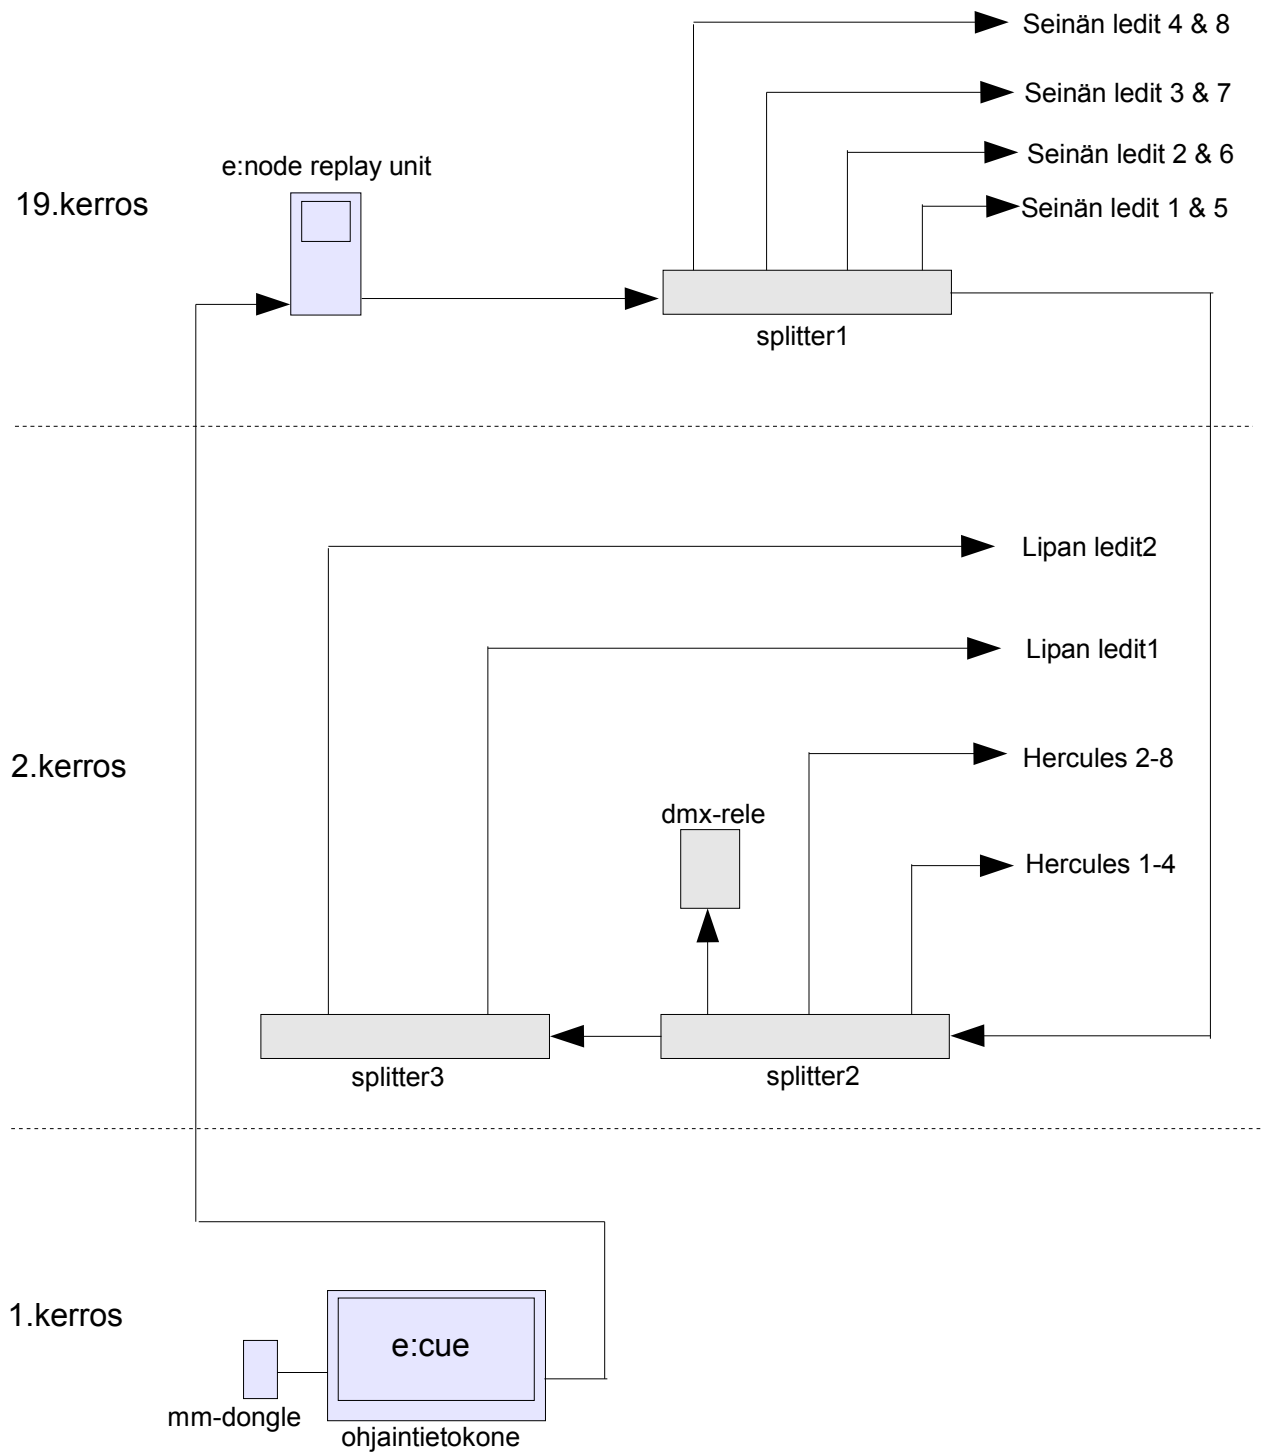 Seinän ledit 4 & 8
Seinän ledit 3 & 7
Seinän ledit 2 & 6
Seinän ledit 1 & 5
e:node replay unit
19.kerros
splitter1
Lipan ledit2
Lipan ledit1
2.kerros
Hercules 2-8
dmx-rele
Hercules 1-4
splitter3
splitter2
1.kerros
e:cue
mm-dongle
ohjaintietokone